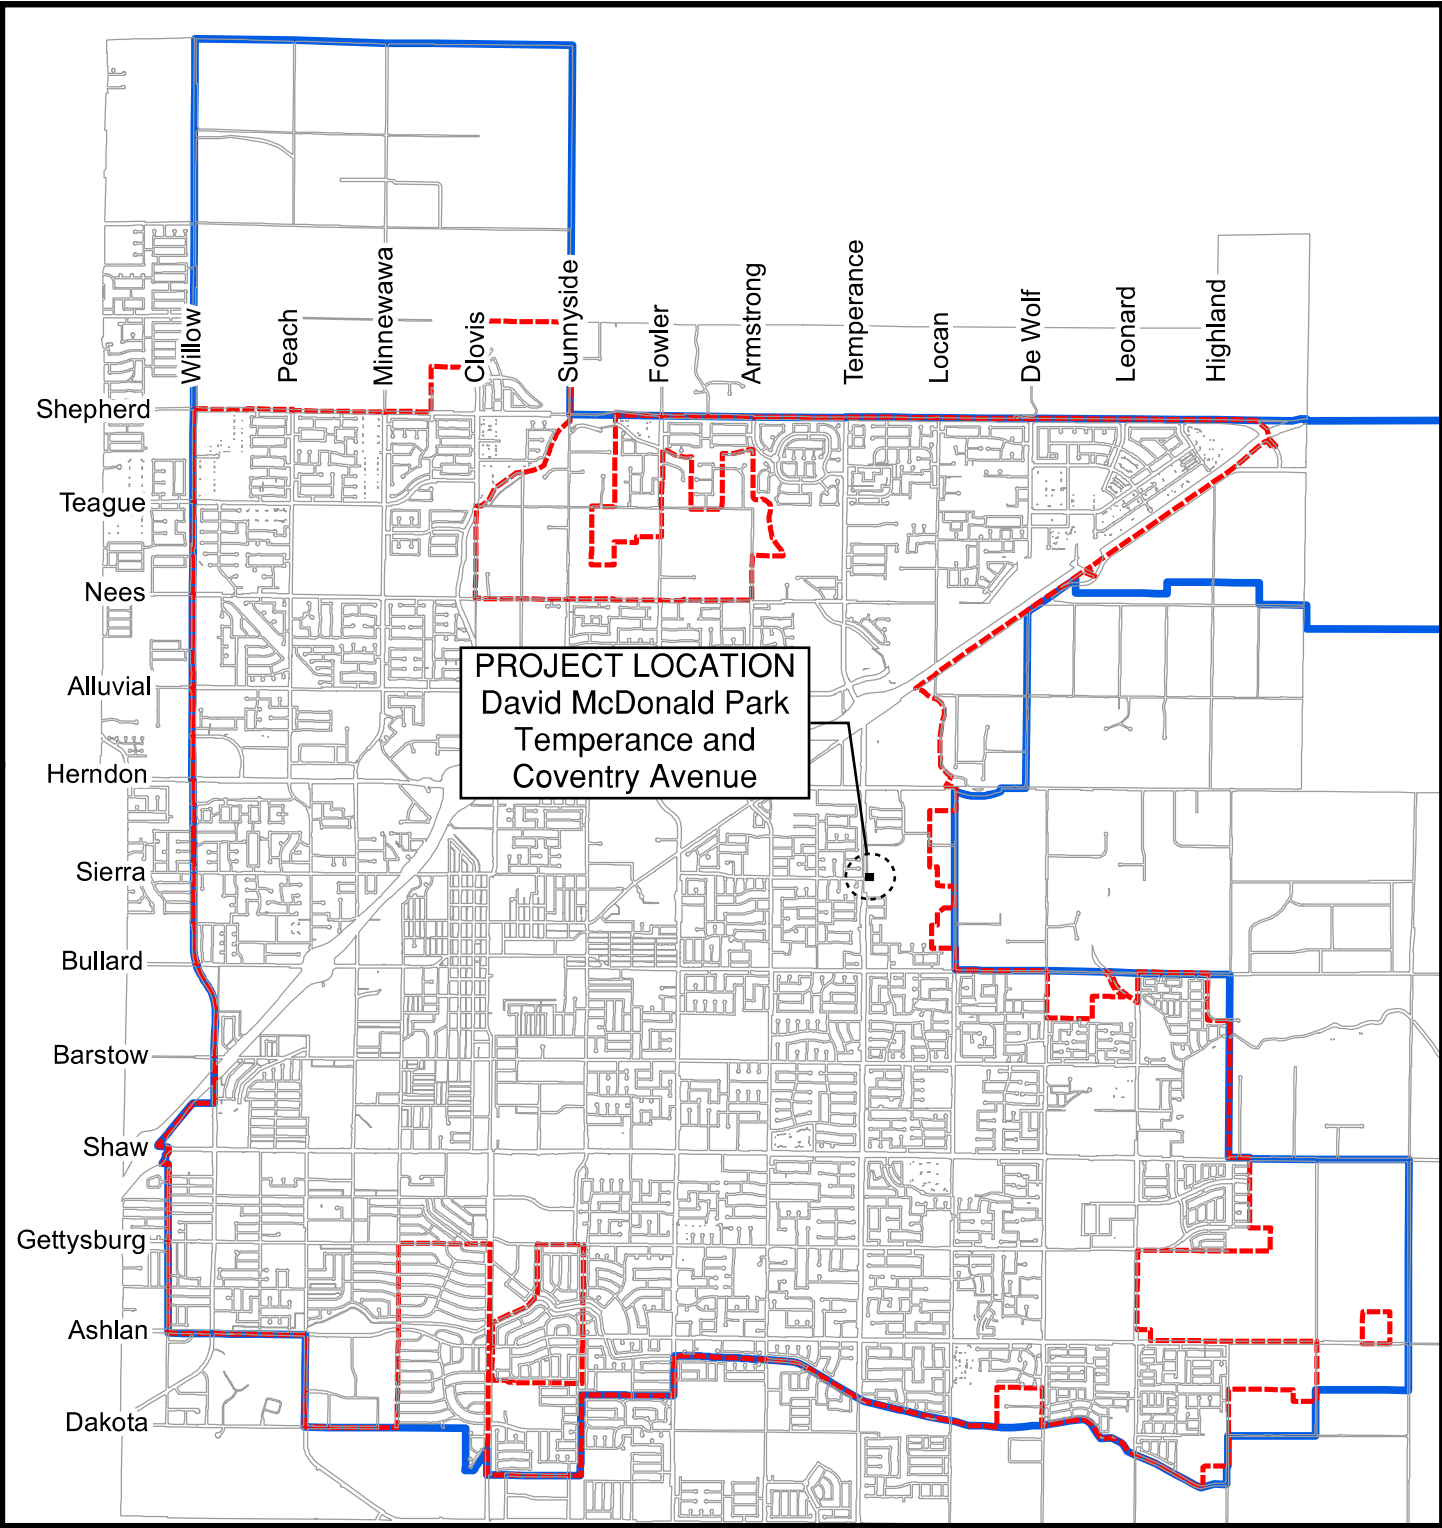 Willow
Peach
Minnewawa
Clovis
Sunnyside
Fowler
Armstrong
Temperance
Locan
De Wolf
Leonard
Highland
Shepherd
Teague
Nees
Alluvial
Herndon
Sierra
Bullard
Barstow
Shaw
Gettysburg
Ashlan
Dakota
PROJECT LOCATION
David McDonald Park
Temperance and
Coventry Avenue